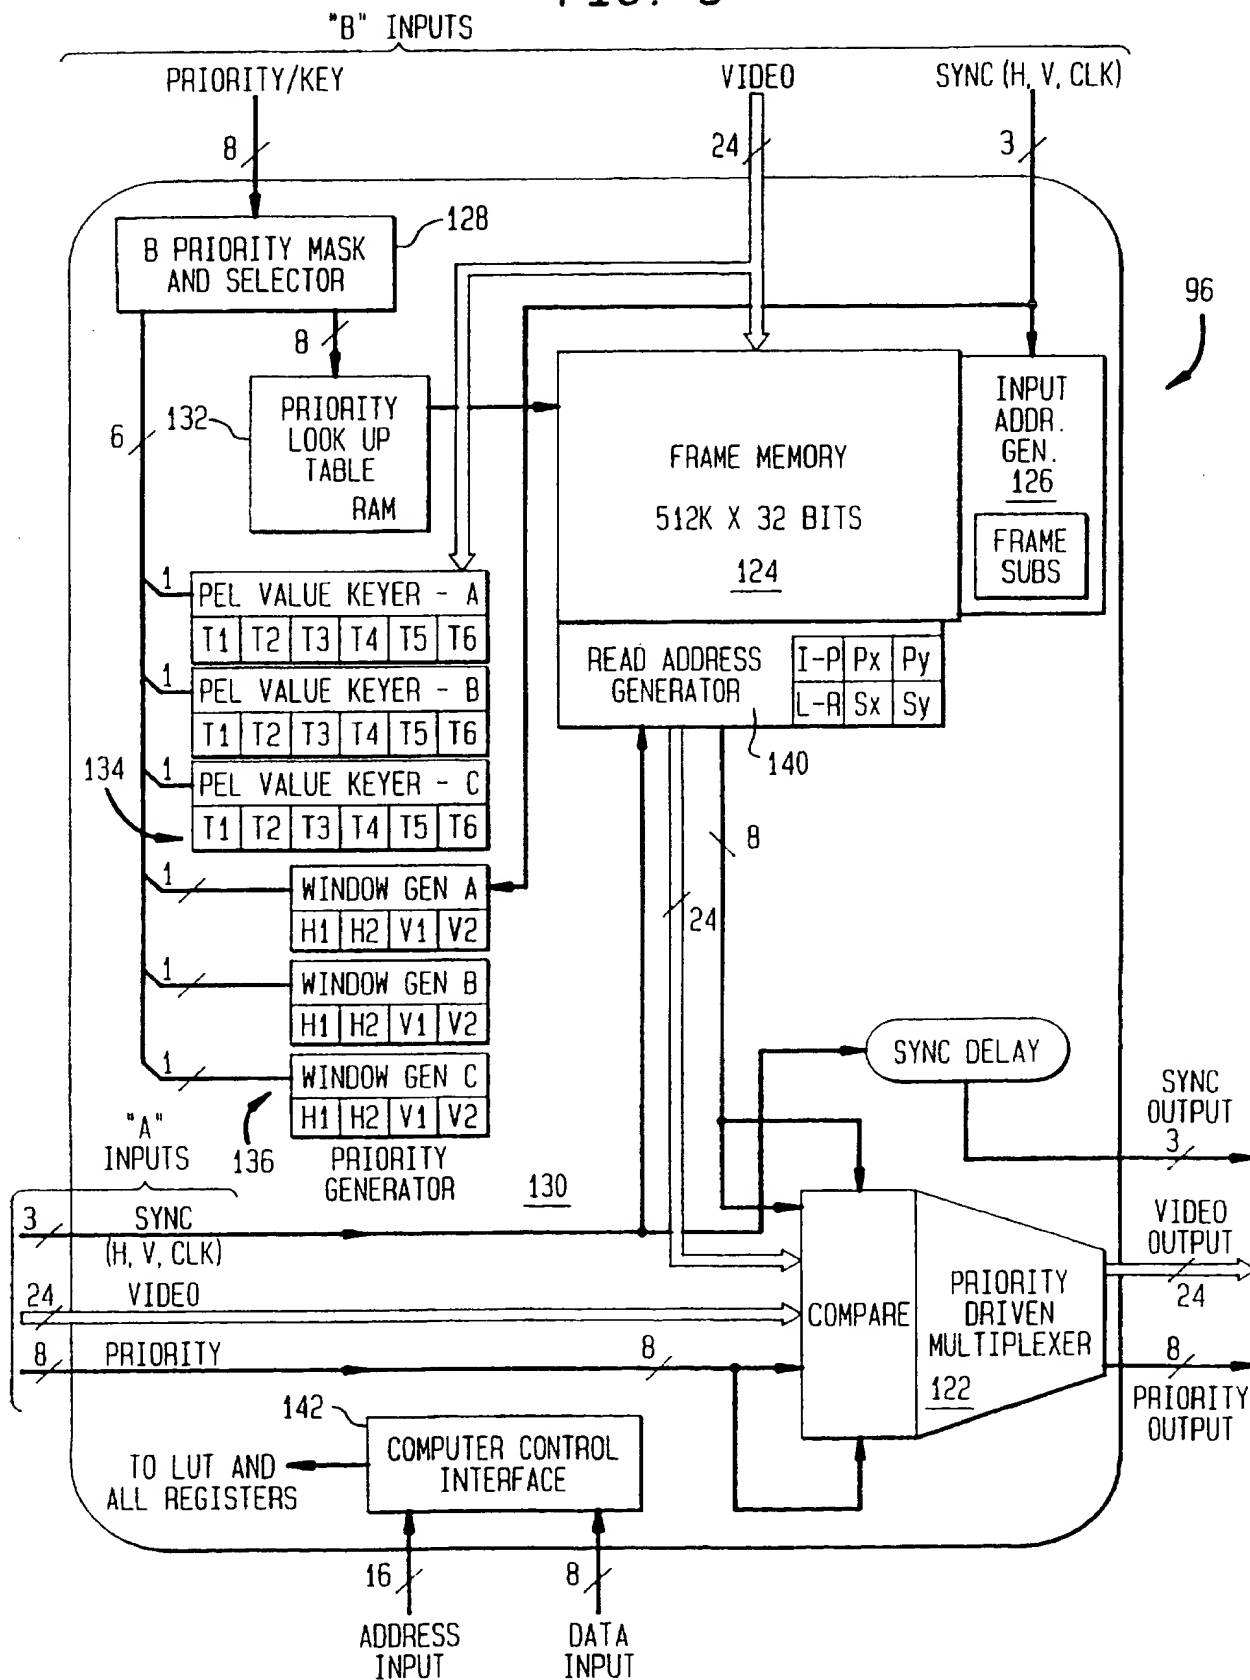 "B" INPUTS
PRIORITY/KEY
VIDEO
SYNC (H, V, CLK)
8
24
3
B PRIORITY MASK
AND SELECTOR
128
96
8
6
132
PRIORITY
LOOK UP
TABLE
RAM
FRAME MEMORY
512K X 32 BITS
124
INPUT
ADDR.
GEN.
126
FRAME
SUBS
1
PEL VALUE KEYER - A
T1 T2 T3 T4 T5 T6
1
PEL VALUE KEYER - B
T1 T2 T3 T4 T5 T6
1
PEL VALUE KEYER - C
T1 T2 T3 T4 T5 T6
134
READ ADDRESS
GENERATOR
I-P Px Py
L-R Sx Sy
140
8
24
1
WINDOW GEN A
H1 H2 V1 V2
1
WINDOW GEN B
H1 H2 V1 V2
1
WINDOW GEN C
H1 H2 V1 V2
136
PRIORITY
GENERATOR
130
SYNC DELAY
SYNC
OUTPUT
3
"A"
INPUTS
3
SYNC
(H, V, CLK)
24
VIDEO
8
PRIORITY
8
COMPARE
PRIORITY
DRIVEN
MULTIPLEXER
122
VIDEO
OUTPUT
24
8
PRIORITY
OUTPUT
142
COMPUTER CONTROL
INTERFACE
TO LUT AND
ALL REGISTERS
16
8
ADDRESS
INPUT
DATA
INPUT